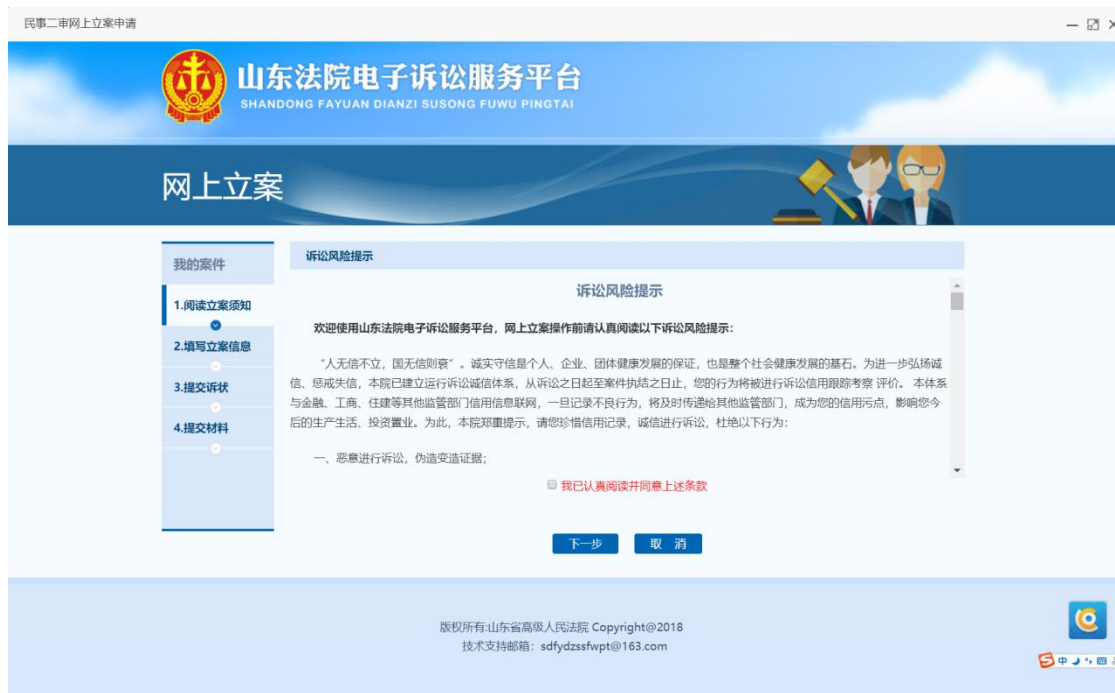 民事二审网上立案申请
山东法院电子诉讼服务平台
SHANDONG FAYUAN DIANZI SUSONG FUWU PINGTAI
网上立案
我的案件
1.阅读立案须知
2.填写立案信息
3.提交诉状
4.提交材料
诉讼风险提示
诉讼风险提示
欢迎使用山东法院电子诉讼服务平台，网上立案操作前请认真阅读以下诉讼风险提示：
“人无信不立，国无信则衰”。诚实守信是个人、企业、团体健康发展的保证，也是整个社会健康发展的基石。为进一步弘扬诚
信、惩戒失信，本院已建立运行诉讼诚信体系，从诉讼之日起至案件执结之日止，您的行为将被进行诉讼信用跟踪考察 评价。 本体系
与金融、工商、住建等其他监管部门信用信息联网，一旦记录不良行为，将及时传递给其他监管部门，成为您的信用污点，影响您今
后的生产生活、投资置业。为此，本院郑重提示，请您珍惜信用记录，诚信进行诉讼，杜绝以下行为：
一、恶意进行诉讼，伪造变造证据；
我已认真阅读并同意上述条款
下一步
取 消
版权所有:山东省高级人民法院 Copyright@2018
技术支持邮箱：sdfydzssfwpt@163.com
中